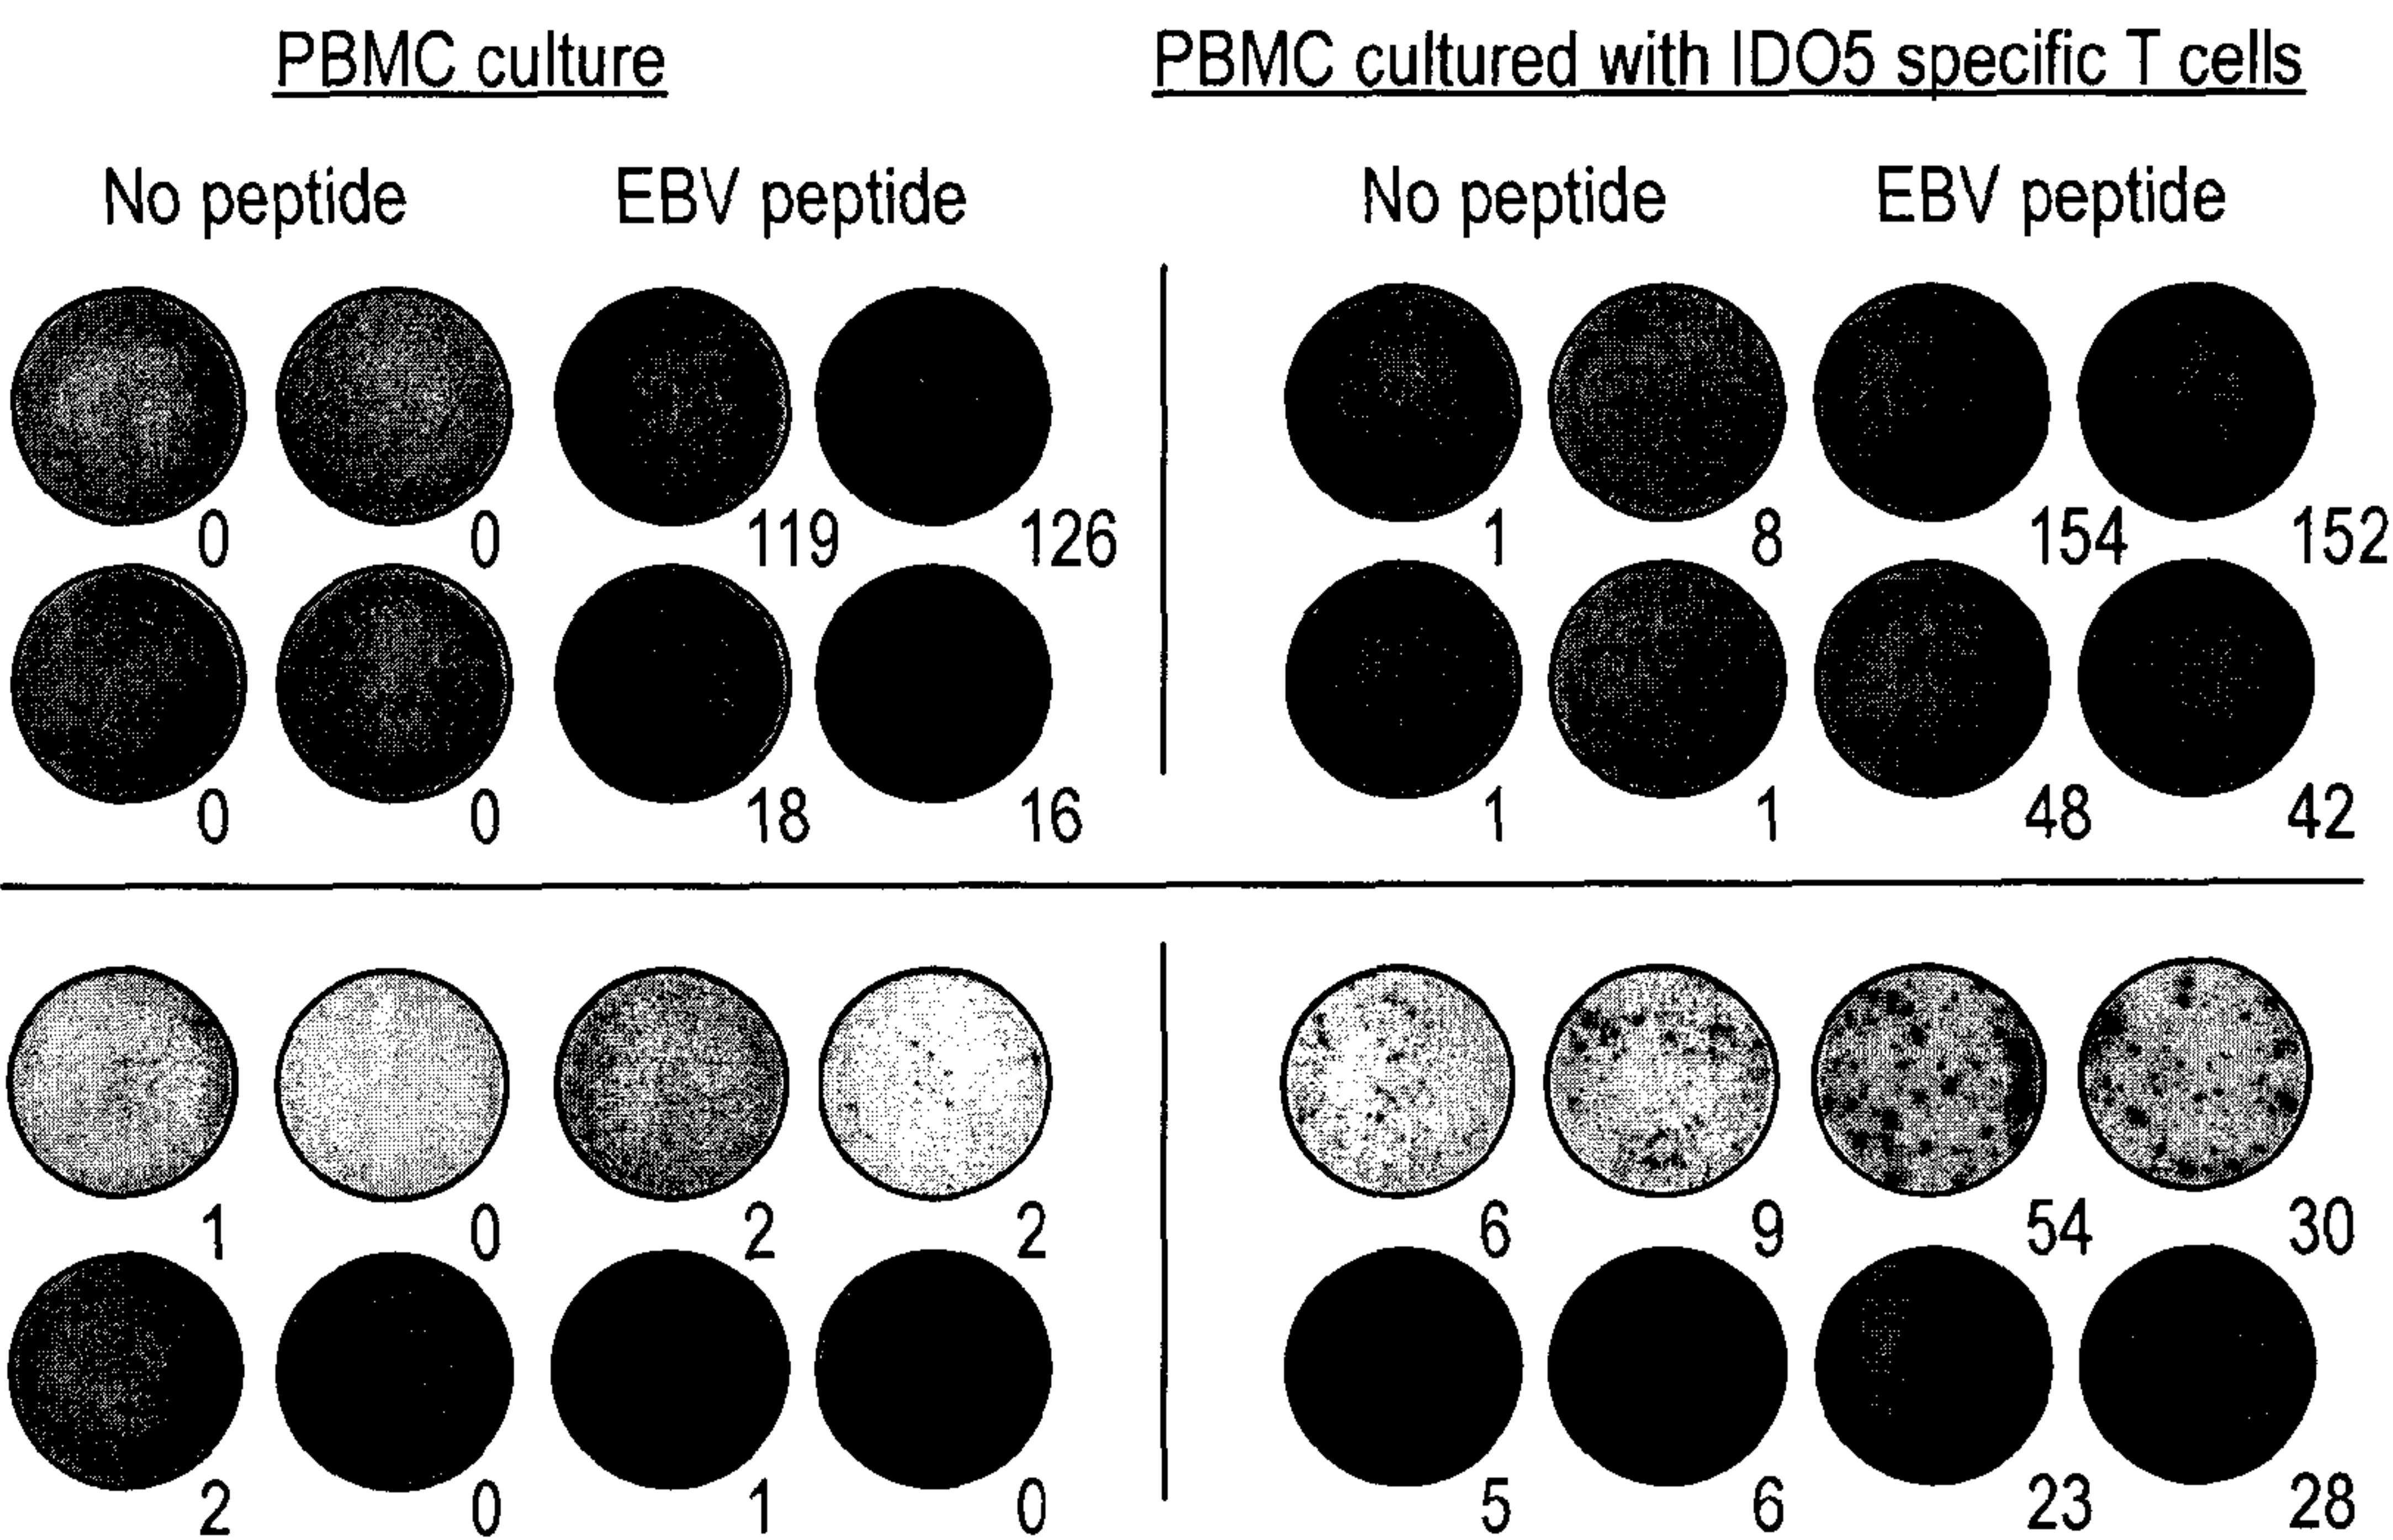 PBMC culture PBMC cultured with IDO5 specific T cells
No peptide EBV peptide No peptide EBV peptide
0 0 119 126 1 8 154 152
0 0 18 16 1 1 48 42
1 0 2 2 6 9 54 30
2 0 1 0 5 6 23 28